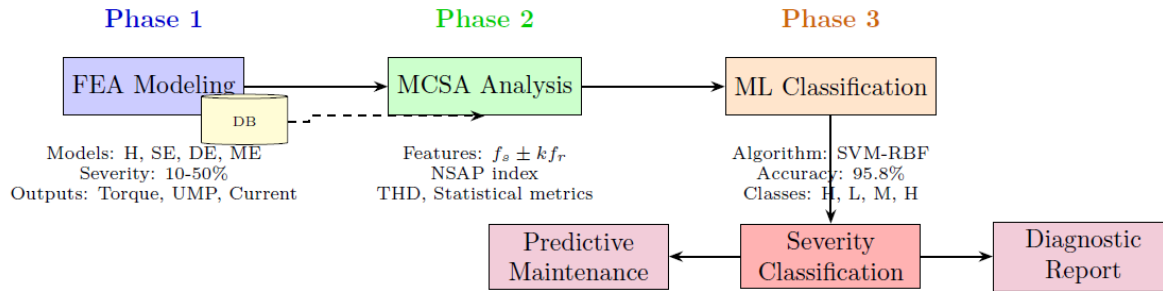 Phase 1
Phase 2
Phase 3
FEA Modeling
MCSA Analysis
ML Classification
DB
Models: H, SE, DE, ME
Severity: 10-50%
Outputs: Torque, UMP, Current
Features: f_s ± kf_r
NSAP index
THD, Statistical metrics
Algorithm: SVM-RBF
Accuracy: 95.8%
Classes: H, L, M, H
Predictive
Maintenance
Severity
Classification
Diagnostic
Report